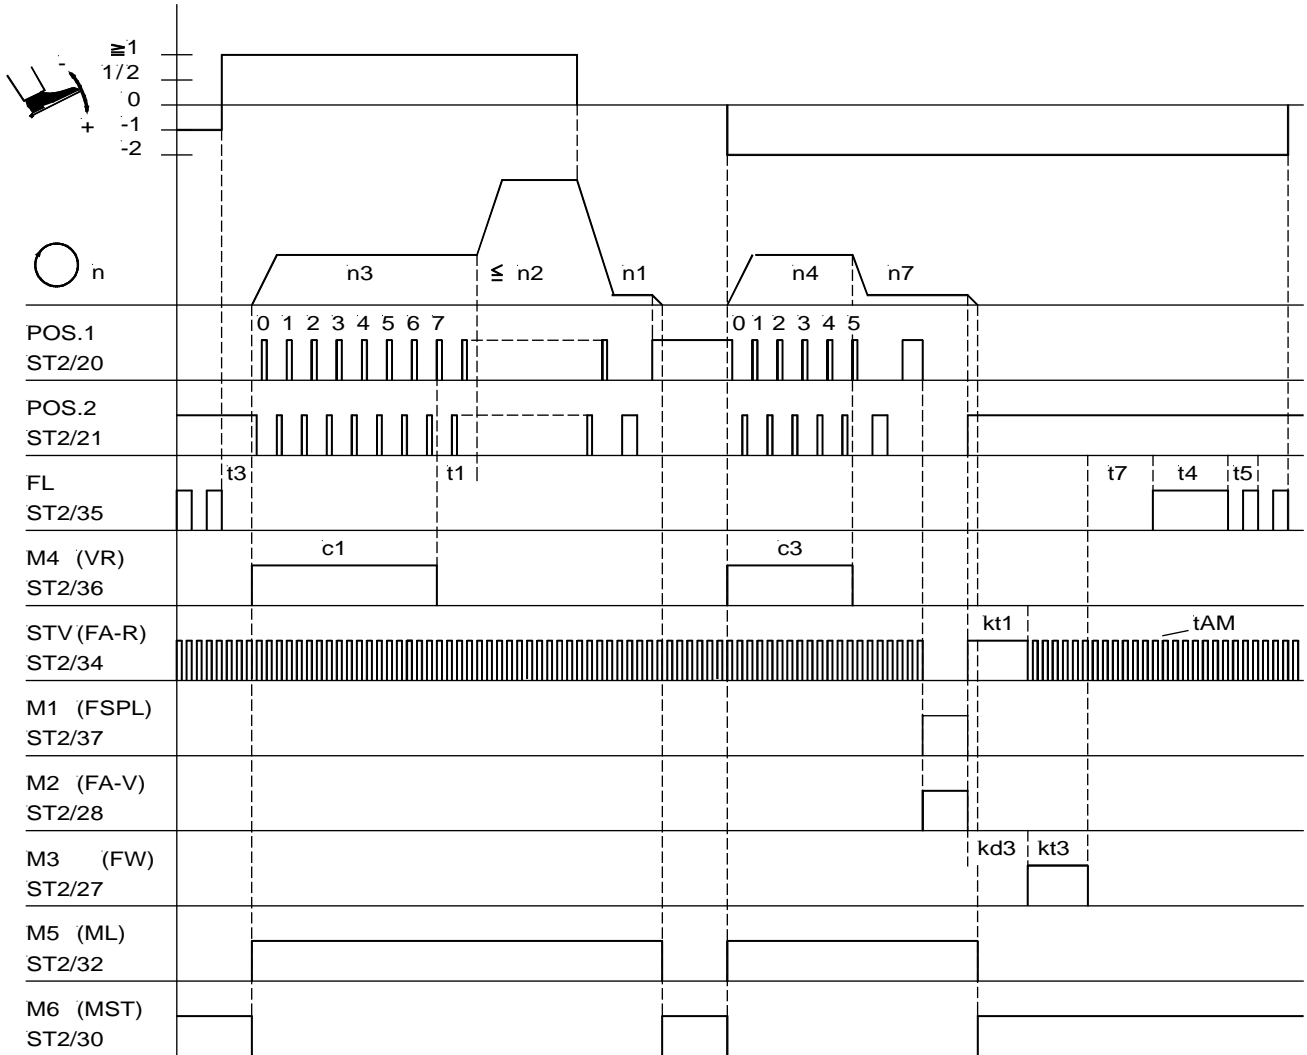 ≧1
1/2
0
-1
-2
-
+
n
n3
≦ n2
n1
n4
n7
POS.1
ST2/20
0 1 2 3 4 5 6 7
0 1 2 3 4 5
POS.2
ST2/21
FL
ST2/35
t3
t1
t7
t4
t5
M4 (VR)
ST2/36
c1
c3
STV (FA-R)
ST2/34
kt1
tAM
M1 (FSPL)
ST2/37
M2 (FA-V)
ST2/28
M3 (FW)
ST2/27
kd3
kt3
M5 (ML)
ST2/32
M6 (MST)
ST2/30